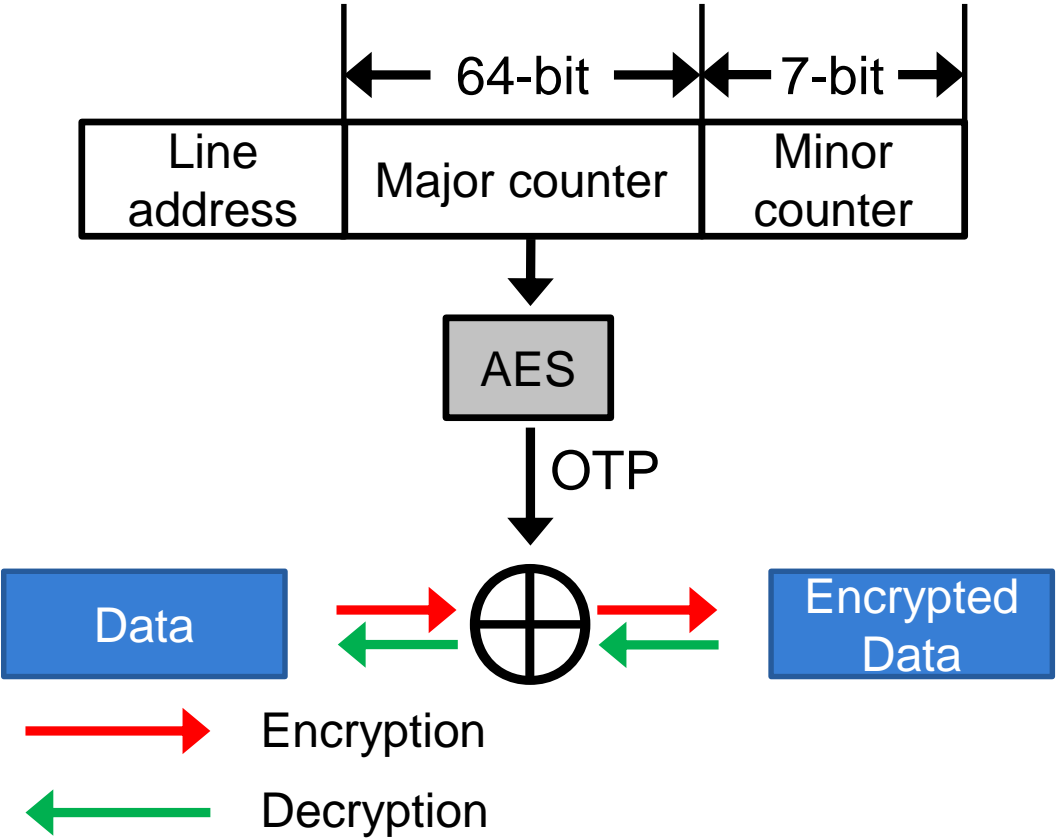 64-bit
7-bit
Line
address
Major counter
Minor
counter
AES
OTP
Data
Encrypted
Data
Encryption
Decryption